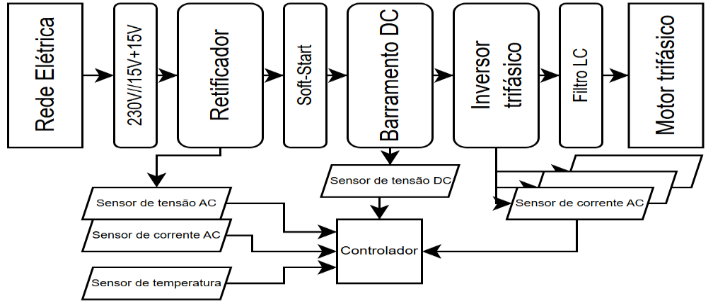 Rede Elétrica
230V//15V+15V
Retificador
Soft-Start
Barramento DC
Inversor
trifásico
Filtro LC
Motor trifásico
Sensor de tensão DC
Sensor de tensão AC
Sensor de corrente AC
Sensor de corrente AC
Controlador
Sensor de temperatura